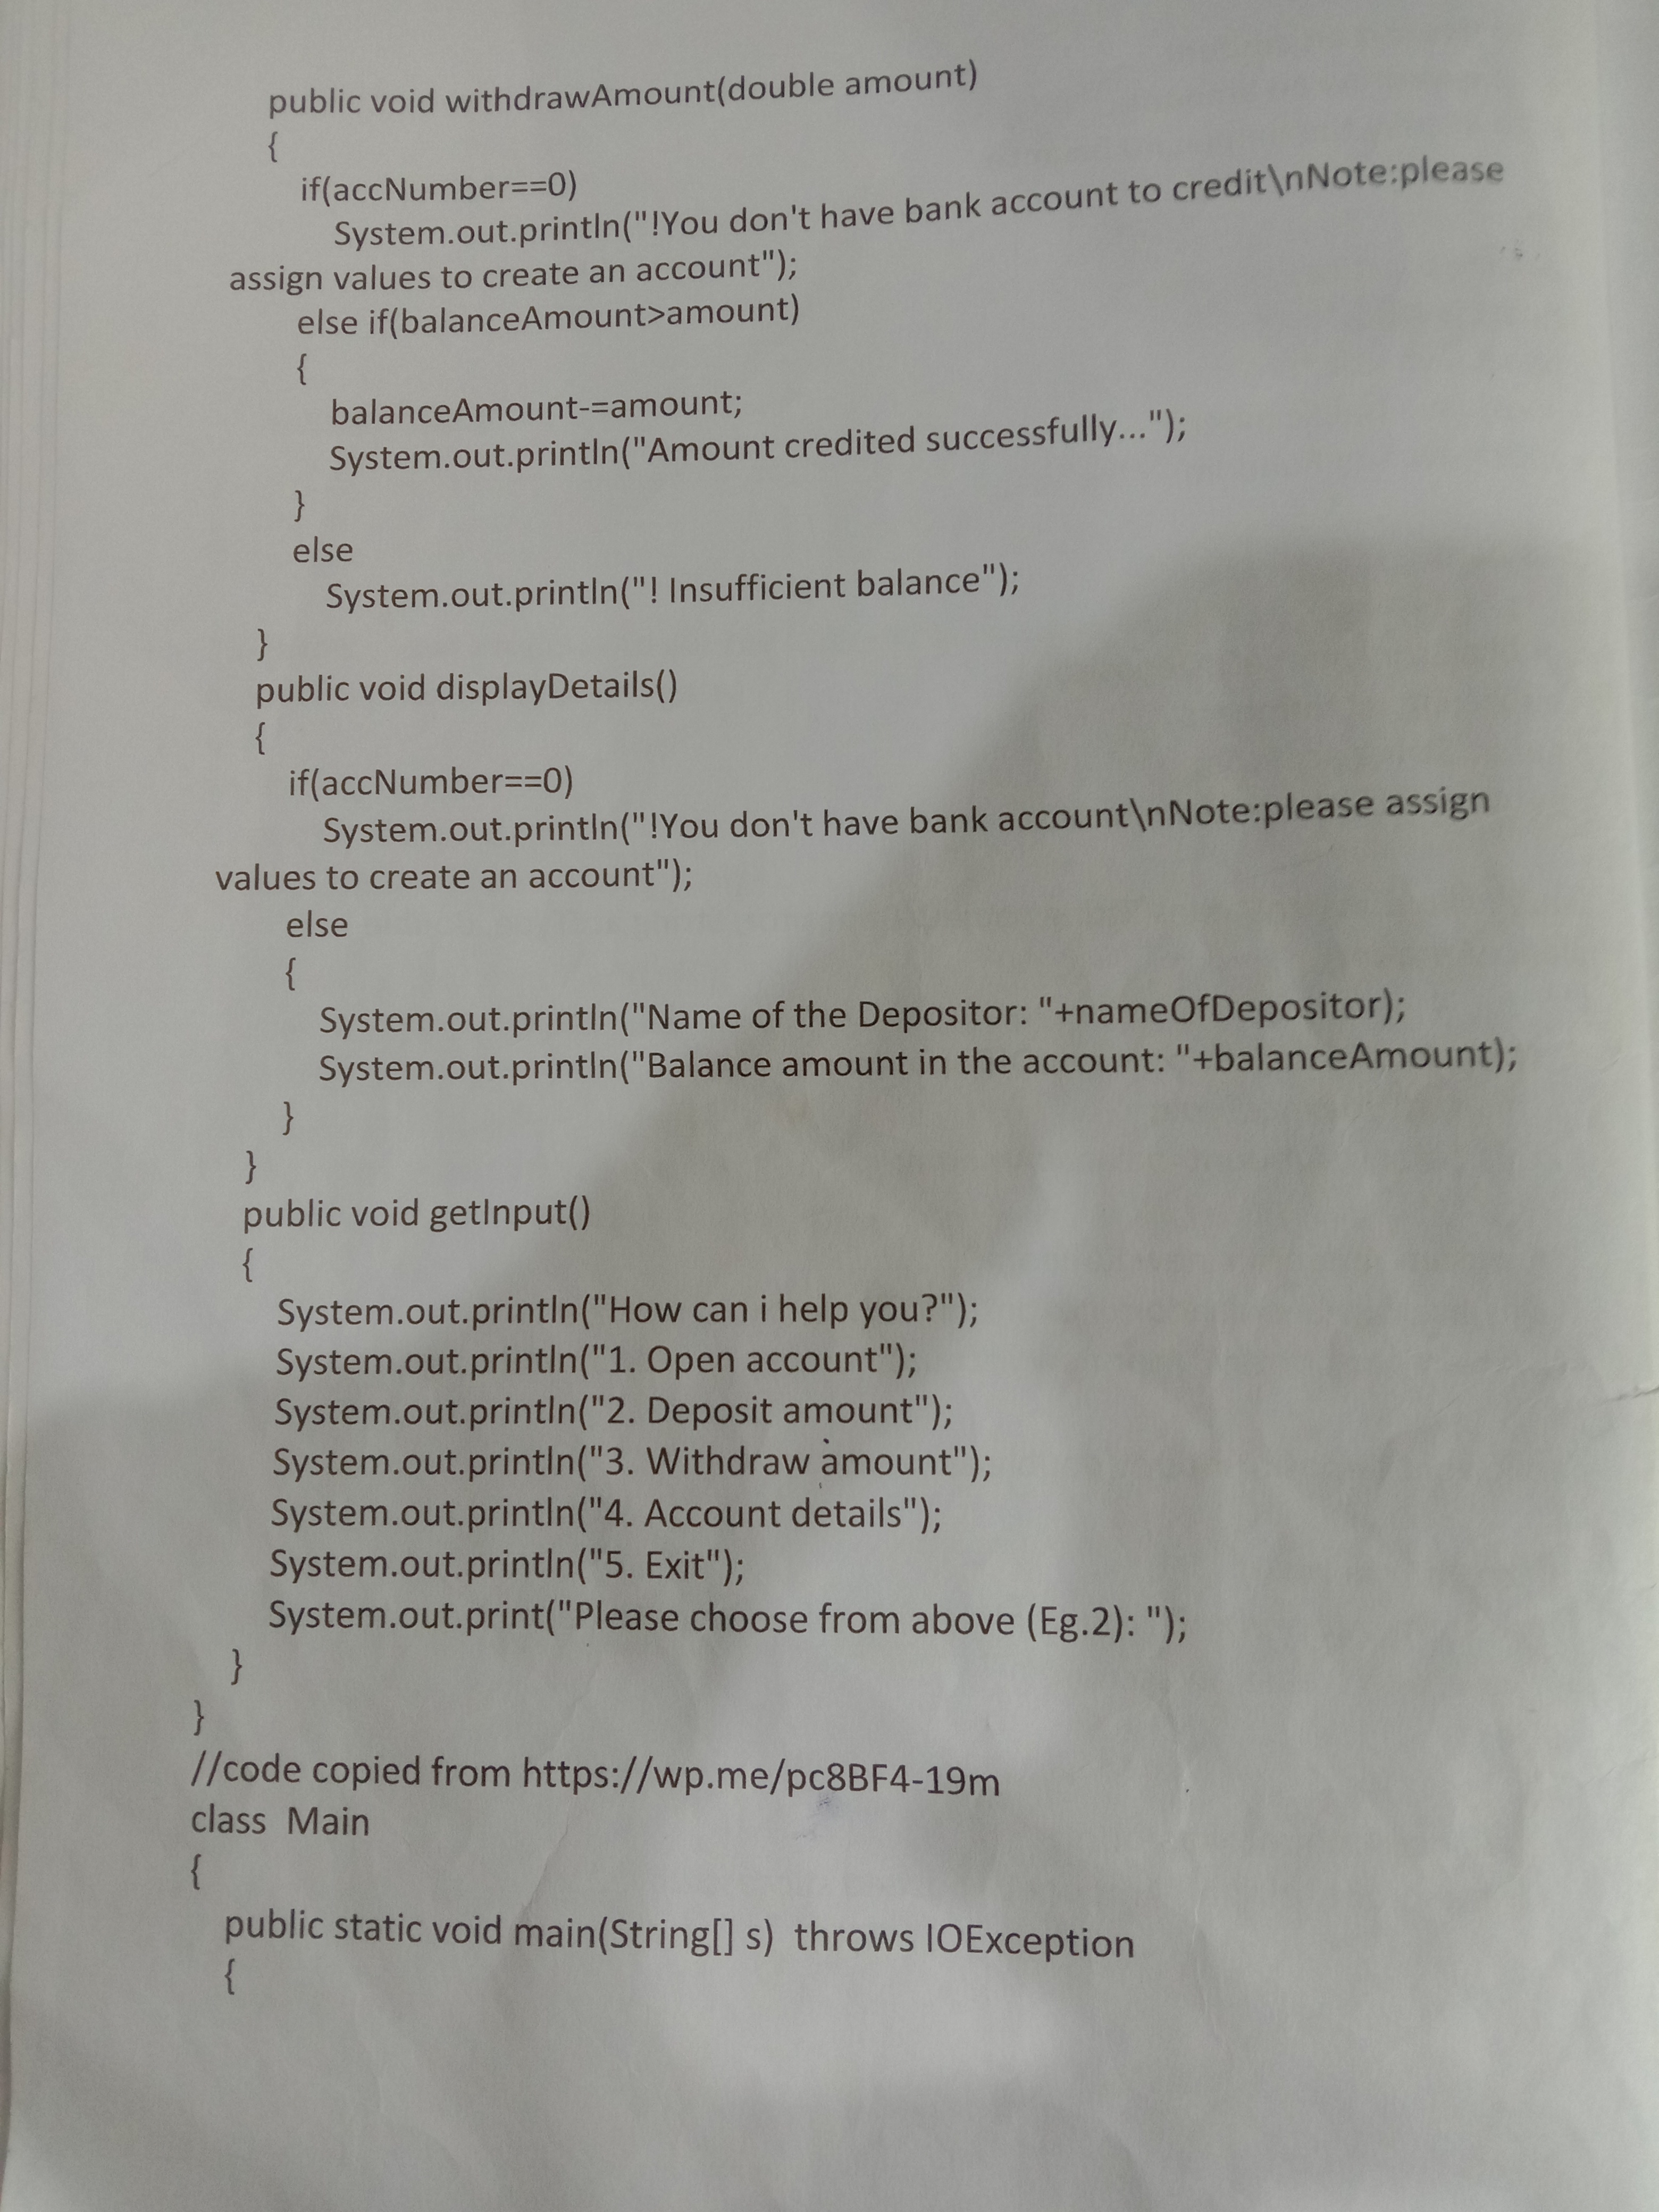 public void withdrawAmount(double amount)
{
if(accNumber==0)
System.out.println("!You don't have bank account to credit\nNote:please
assign values to create an account");
else if(balanceAmount>amount)
{
balanceAmount-=amount;
System.out.println("Amount credited successfully...");
}
else
System.out.println("! Insufficient balance");
}
public void displayDetails()
{
if(accNumber==0)
System.out.println("!You don't have bank account\nNote:please assign
values to create an account");
else
{
System.out.println("Name of the Depositor: "+nameOfDepositor);
System.out.println("Balance amount in the account: "+balanceAmount);
}
}
public void getInput()
{
System.out.println("How can i help you?");
System.out.println("1. Open account");
System.out.println("2. Deposit amount");
System.out.println("3. Withdraw amount");
System.out.println("4. Account details");
System.out.println("5. Exit");
System.out.print("Please choose from above (Eg.2): ");
}
}
//code copied from https://wp.me/pc8BF4-19m
class  Main
{
public static void main(String[] s)  throws IOException
{